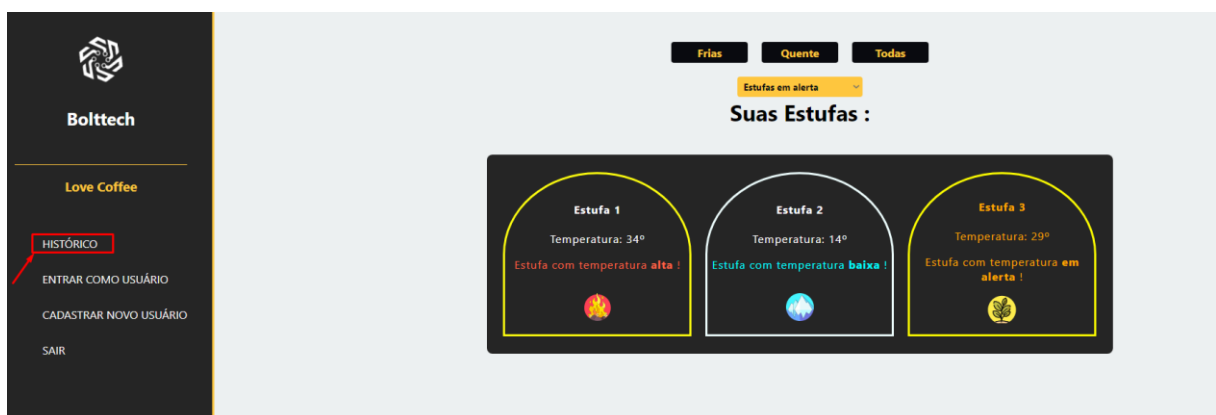 Bolttech
Love Coffee
HISTÓRICO
ENTRAR COMO USUÁRIO
CADASTRAR NOVO USUÁRIO
SAIR
Frias
Quente
Todas
Estufas em alerta
Suas Estufas :
Estufa 1
Temperatura: 34º
Estufa com temperatura alta !
Estufa 2
Temperatura: 14º
Estufa com temperatura baixa !
Estufa 3
Temperatura: 29º
Estufa com temperatura em
alerta !